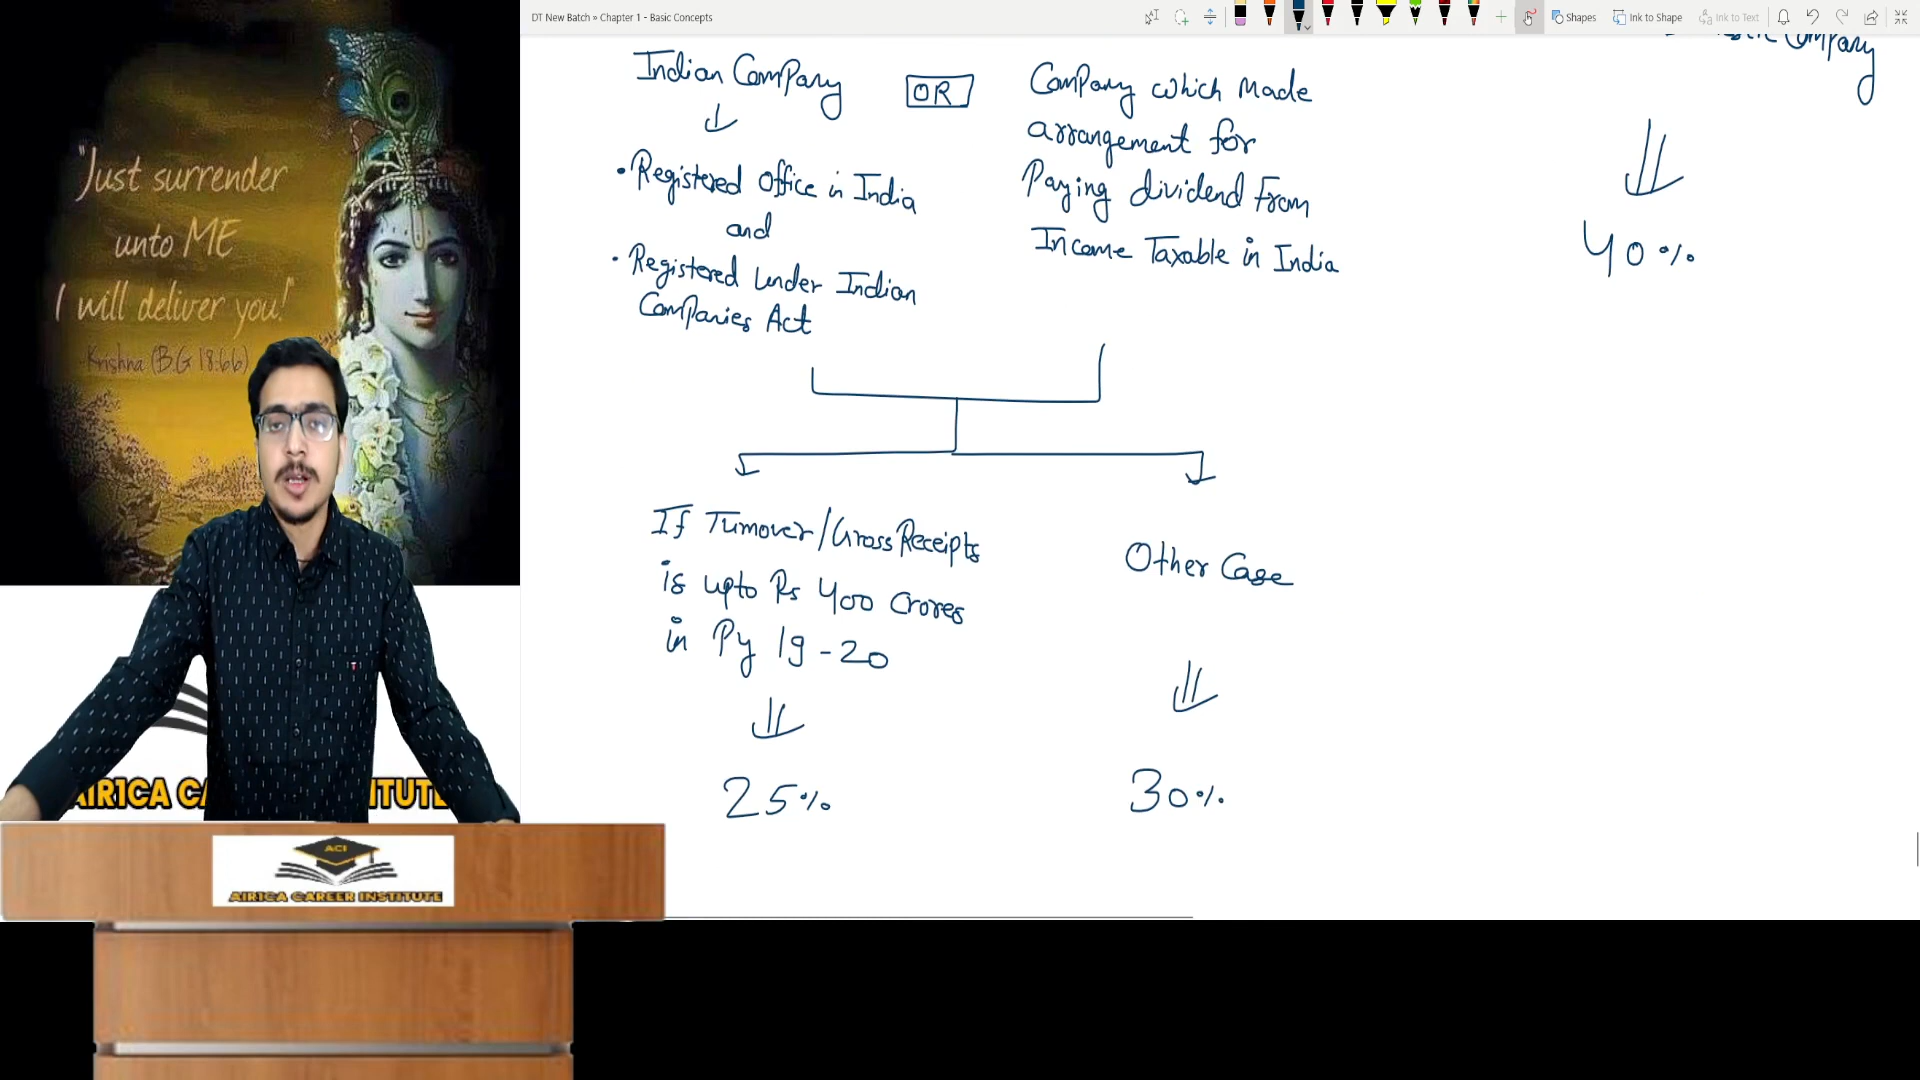 DT New Batch » Chapter 1 - Basic Concepts
Shapes
Ink to Shape
Ink to Text
"Just surrender
unto ME
I will deliver you!"
-Krishna (B.G 18:66)
Indian Company
OR
Company which made
arrangement for
Paying dividend from
Income Taxable in India
Company
• Registered Office in India
and
• Registered Under Indian
Companies Act
40%
If Turnover/Gross Receipts
is upto Rs 400 Crores
in Py 19-20
25%
Other Case
30%
ACI
AIR1CA CAREER INSTITUTE